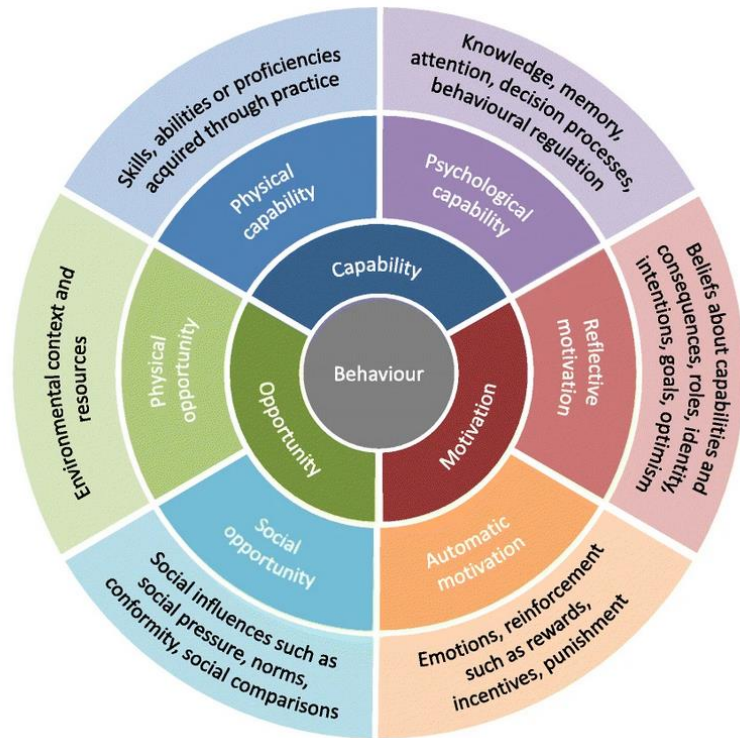 Skills, abilities or proficiencies
acquired through practice
Knowledge, memory,
attention, decision processes,
behavioural regulation
Physical
capability
Psychological
capability
Capability
Environmental context and
resources
Physical
opportunity
Opportunity
Behaviour
Motivation
Reflective
motivation
Beliefs about capabilities and
consequences, roles, identity,
intentions, goals, optimism
Social
opportunity
Automatic
motivation
Social influences such as
social pressure, norms,
conformity, social comparisons
Emotions, reinforcement
such as rewards,
incentives, punishment